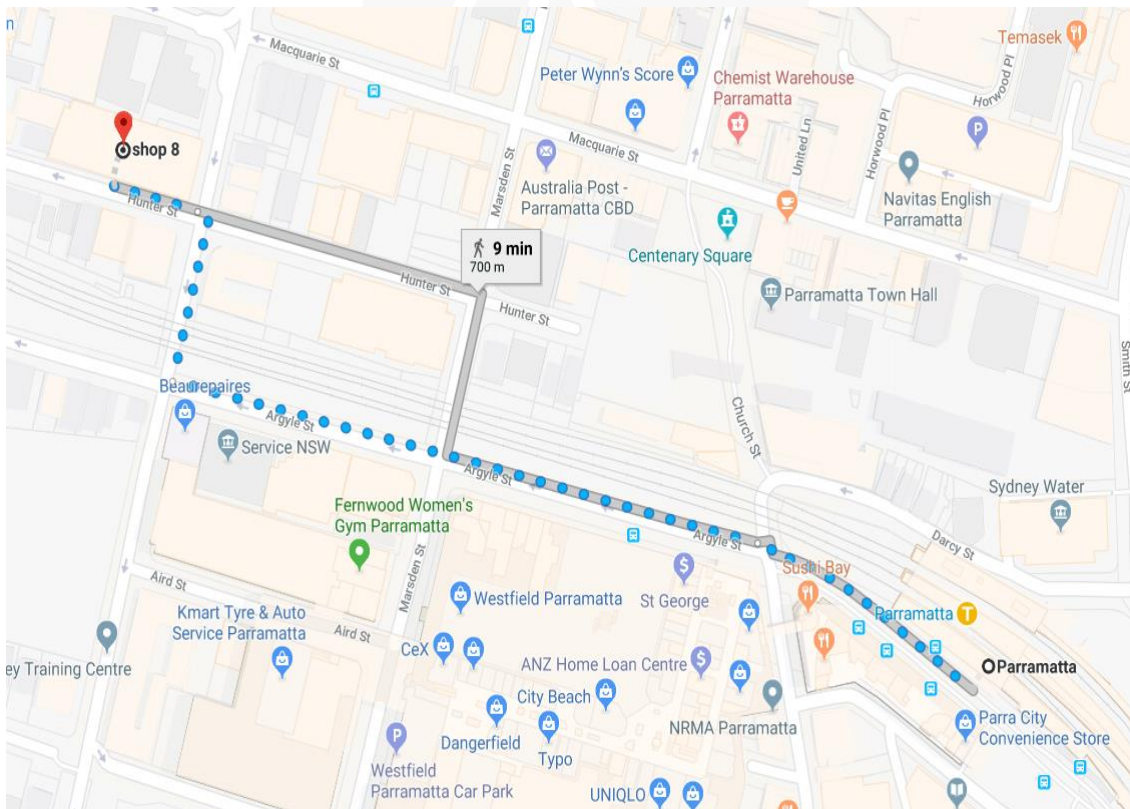 n
Macquarie St
Temasek
Peter Wynn's Score
Chemist Warehouse
Parramatta
Horwood Pl
shop 8
Macquarie St
United Ln
Horwood Pl
P
Marsden St
Australia Post -
Parramatta CBD
Navitas English
Parramatta
Hunter St
9 min
700 m
Centenary Square
Hunter St
Parramatta Town Hall
Hunter St
Smith St
Beaurepaires
Argyle St
Church St
Service NSW
Argyle St
Sydney Water
Fernwood Women's
Gym Parramatta
Argyle St
Darcy St
Sushi Bay
Aird St
Marsden St
Westfield Parramatta
$
St George
Parramatta
T
Kmart Tyre & Auto
Service Parramatta
Aird St
CeX
ey Training Centre
ANZ Home Loan Centre
$
Parramatta
City Beach
NRMA Parramatta
Parra City
Convenience Store
Dangerfield
Typo
P
Westfield
Parramatta Car Park
UNIQLO